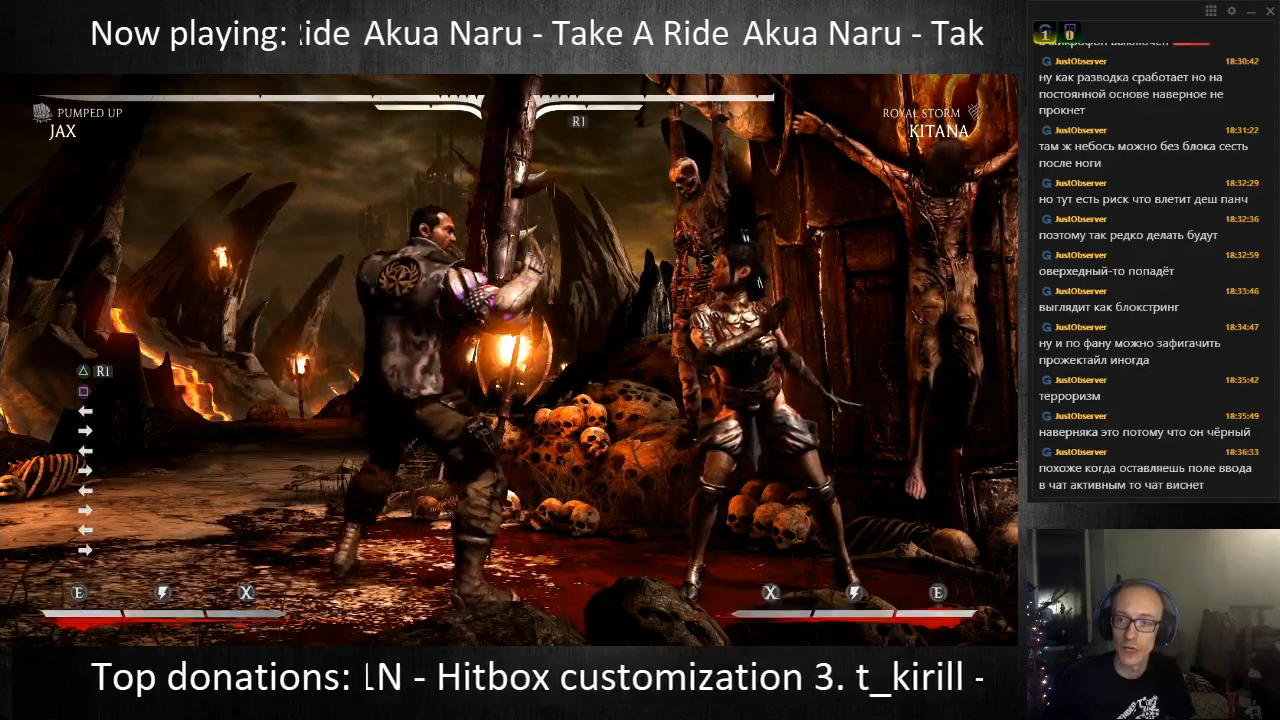 Now playing: ide Akua Naru - Take A Ride Akua Naru - Tak
PUMPED UP
JAX
R1
ROYAL STORM
KITANA
R1
E
X
X
E
Top donations: LN - Hitbox customization 3. t_kirill -
1 0
микрофон выключен
JustObserver 18:30:42
ну как разводка сработает но на
постоянной основе наверное не
прокнет
JustObserver 18:31:22
там ж небось можно без блока сесть
после ноги
JustObserver 18:32:29
но тут есть риск что влетит деш панч
JustObserver 18:32:36
поэтому так редко делать будут
JustObserver 18:32:59
оверхедный-то попадёт
JustObserver 18:33:46
выглядит как блокстринг
JustObserver 18:34:47
ну и по фану можно зафигачить
прожектайл иногда
JustObserver 18:35:42
терроризм
JustObserver 18:35:49
наверняка это потому что он чёрный
JustObserver 18:36:33
похоже когда оставляешь поле ввода
в чат активным то чат виснет